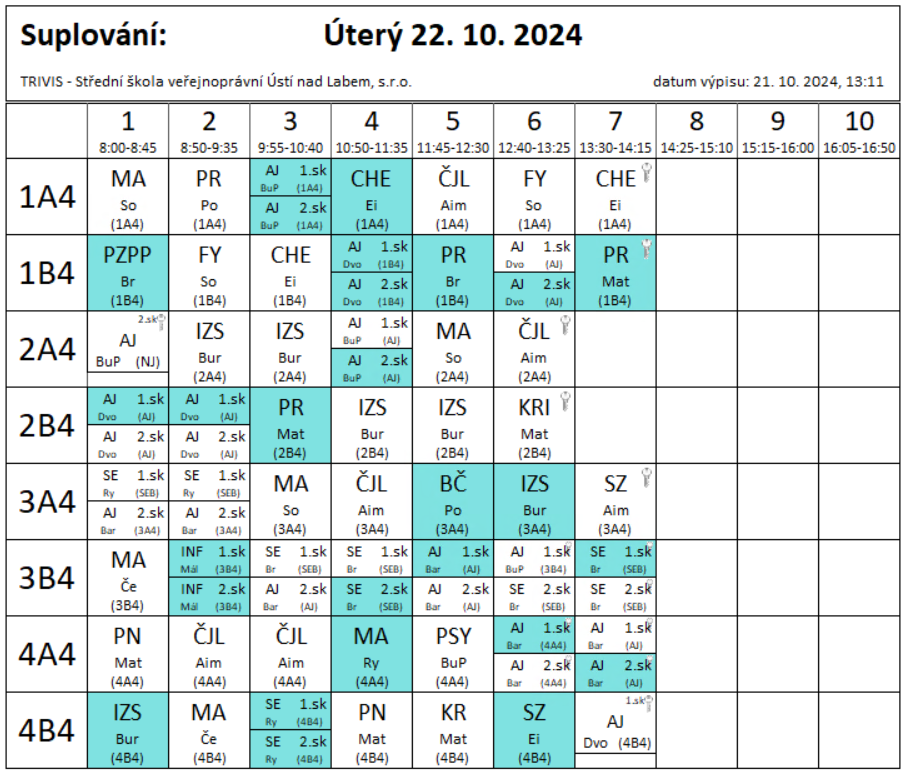 Suplování: Úterý 22. 10. 2024
TRIVIS - Střední škola veřejnoprávní Ústí nad Labem, s.r.o. datum výpisu: 21. 10. 2024, 13:11
1 2 3 4 5 6 7 8 9 10
8:00-8:45 8:50-9:35 9:55-10:40 10:50-11:35 11:45-12:30 12:40-13:25 13:30-14:15 14:25-15:10 15:15-16:00 16:05-16:50
1A4
MA
So
(1A4)
PR
Po
(1A4)
AJ 1.sk
BuP (1A4)
AJ 2.sk
BuP (1A4)
CHE
Ei
(1A4)
ČJL
Aim
(1A4)
FY
So
(1A4)
CHE
Ei
(1A4)
1B4
PZPP
Br
(1B4)
FY
So
(1B4)
CHE
Ei
(1B4)
AJ 1.sk
Dvo (1B4)
AJ 2.sk
Dvo (1B4)
PR
Br
(1B4)
AJ 1.sk
Dvo (AJ)
AJ 2.sk
Dvo (AJ)
PR
Mat
(1B4)
2A4
2.sk
AJ
BuP (NJ)
IZS
Bur
(2A4)
IZS
Bur
(2A4)
AJ 1.sk
BuP (AJ)
AJ 2.sk
BuP (AJ)
MA
So
(2A4)
ČJL
Aim
(2A4)
2B4
AJ 1.sk
Dvo (AJ)
AJ 2.sk
Dvo (AJ)
AJ 1.sk
Dvo (AJ)
AJ 2.sk
Dvo (AJ)
PR
Mat
(2B4)
IZS
Bur
(2B4)
IZS
Bur
(2B4)
KRI
Mat
(2B4)
3A4
SE 1.sk
Ry (SEB)
AJ 2.sk
Bar (3A4)
SE 1.sk
Ry (SEB)
AJ 2.sk
Bar (3A4)
MA
So
(3A4)
ČJL
Aim
(3A4)
BČ
Po
(3A4)
IZS
Bur
(3A4)
SZ
Aim
(3A4)
3B4
MA
Če
(3B4)
INF 1.sk
Mál (3B4)
INF 2.sk
Mál (3B4)
SE 1.sk
Br (SEB)
AJ 2.sk
Bar (AJ)
SE 1.sk
Br (SEB)
SE 2.sk
Br (SEB)
AJ 1.sk
Bar (AJ)
AJ 2.sk
Bar (AJ)
AJ 1.sk
BuP (3B4)
SE 2.sk
Br (SEB)
SE 1.sk
Br (SEB)
SE 2.sk
Br (SEB)
4A4
PN
Mat
(4A4)
ČJL
Aim
(4A4)
ČJL
Aim
(4A4)
MA
Ry
(4A4)
PSY
BuP
(4A4)
AJ 1.sk
Bar (4A4)
AJ 2.sk
Bar (4A4)
AJ 1.sk
Bar (AJ)
AJ 2.sk
Bar (AJ)
4B4
IZS
Bur
(4B4)
MA
Če
(4B4)
SE 1.sk
Ry (4B4)
SE 2.sk
Ry (4B4)
PN
Mat
(4B4)
KR
Mat
(4B4)
SZ
Ei
(4B4)
1.sk
AJ
Dvo (4B4)